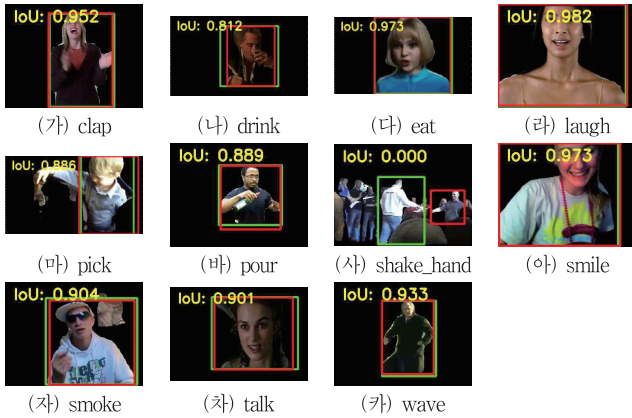 IoU: 0.952
IoU: 0.812
IoU: 0.973
IoU: 0.982
(가) clap
(나) drink
(다) eat
(라) laugh
IoU: 0.886
IoU: 0.889
IoU: 0.000
IoU: 0.973
(마) pick
(바) pour
(사) shake_hand
(아) smile
IoU: 0.904
IoU: 0.901
IoU: 0.933
(자) smoke
(차) talk
(카) wave